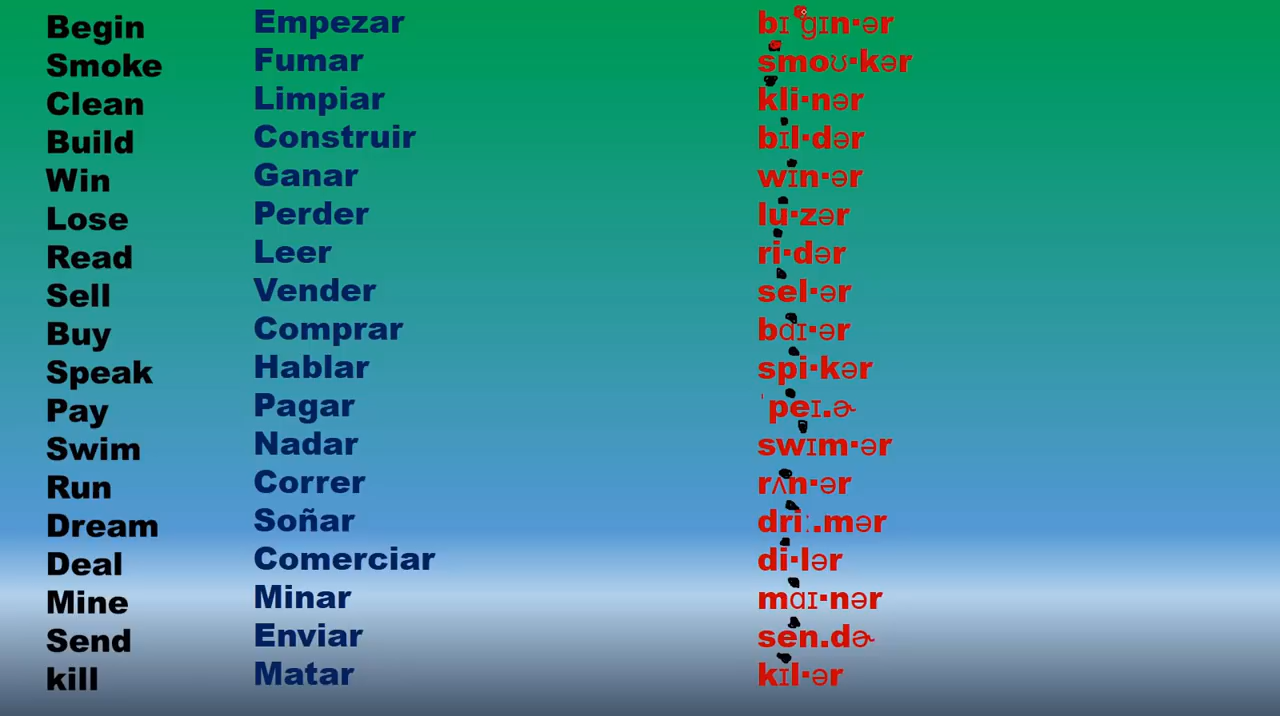 Begin Empezar bɪˈgɪn·ər
Smoke Fumar smoʊ·kər
Clean Limpiar kli·nər
Build Construir bɪl·dər
Win Ganar wɪn·ər
Lose Perder lu·zər
Read Leer ri·dər
Sell Vender sel·ər
Buy Comprar bɑɪ·ər
Speak Hablar spi·kər
Pay Pagar ˈpeɪ.ɚ
Swim Nadar swɪm·ər
Run Correr rʌn·ər
Dream Soñar driː.mər
Deal Comerciar di·lər
Mine Minar mɑɪ·nər
Send Enviar sen.dɚ
kill Matar kɪl·ər